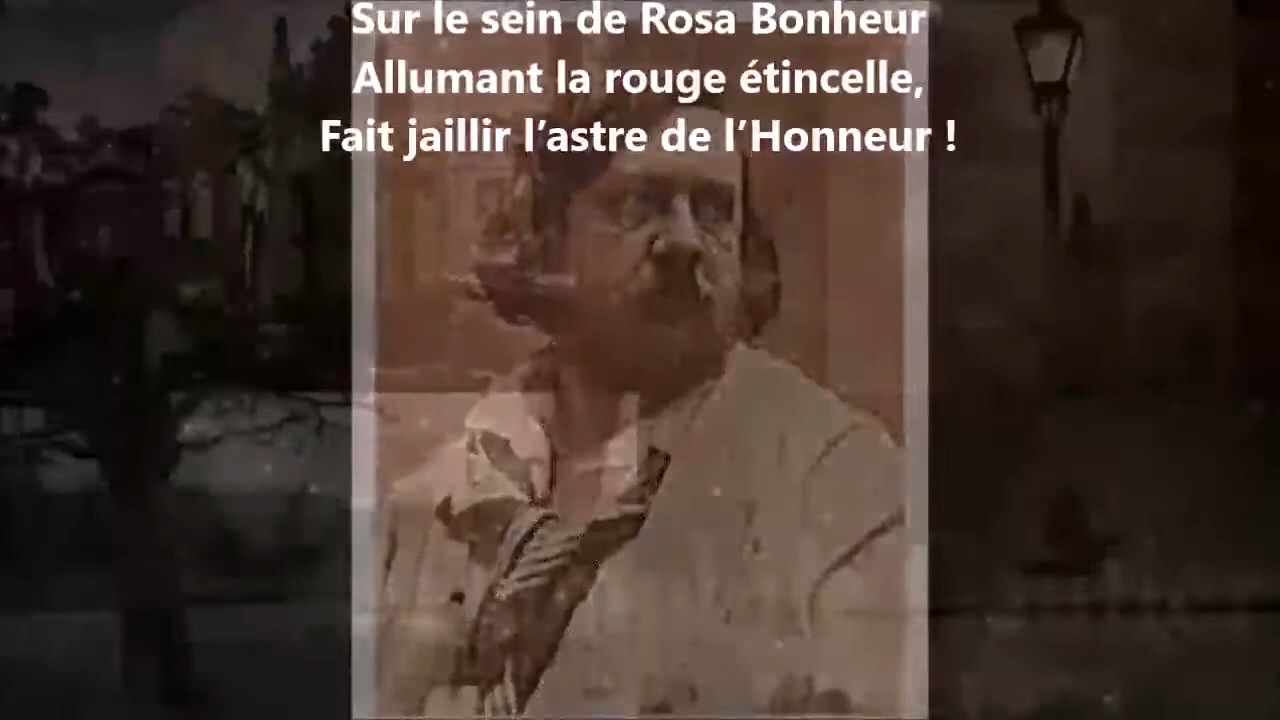 Sur le sein de Rosa Bonheur
Allumant la rouge étincelle,
Fait jaillir l’astre de l’Honneur !